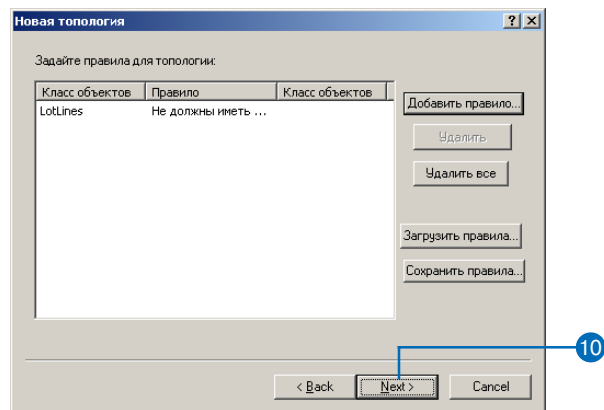 Новая топология
Задайте правила для топологии:
Класс объектов Правило Класс объектов
LotLines Не должны иметь ...
Добавить правило...
Удалить
Удалить все
Загрузить правила...
Сохранить правила...
< Back Next > Cancel
10